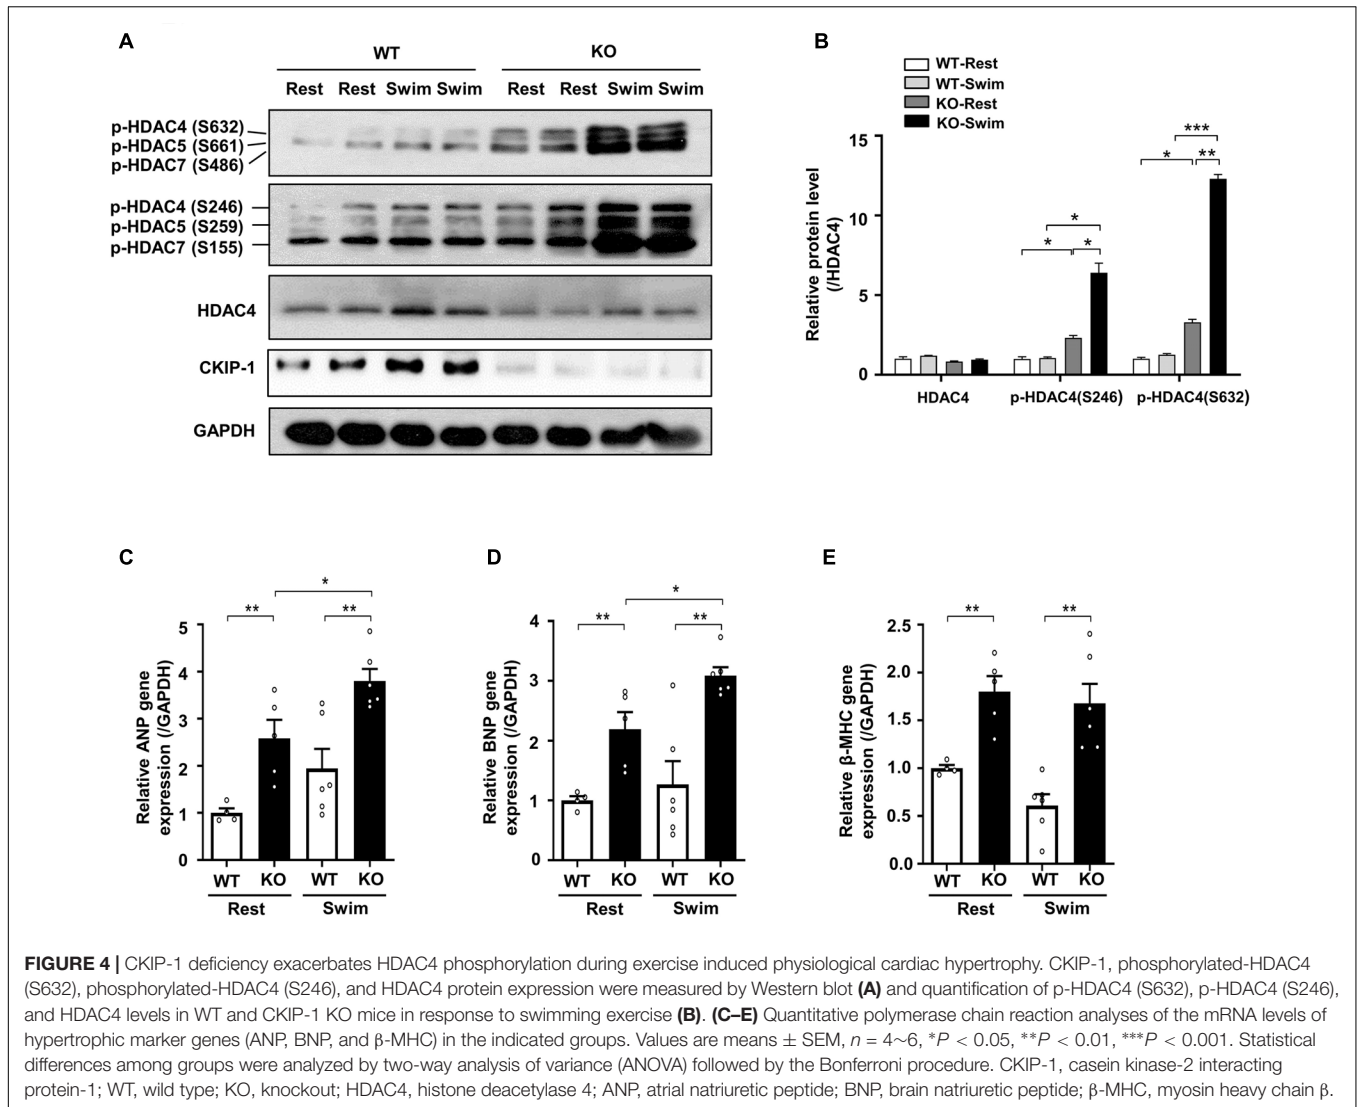 A
WT
KO
Rest Rest Swim Swim Rest Rest Swim Swim
p-HDAC4 (S632)
p-HDAC5 (S661)
p-HDAC7 (S486)
p-HDAC4 (S246)
p-HDAC5 (S259)
p-HDAC7 (S155)
HDAC4
CKIP-1
GAPDH
B
WT-Rest
WT-Swim
KO-Rest
KO-Swim
Relative protein level
(/HDAC4)
15
10
5
0
***
* **
*
* *
HDAC4 p-HDAC4(S246) p-HDAC4(S632)
C
Relative ANP gene
expression (/GAPDH)
5
4
3
2
1
0
*
** **
WT KO WT KO
Rest Swim
D
Relative BNP gene
expression (/GAPDH)
4
3
2
1
0
*
** **
WT KO WT KO
Rest Swim
E
Relative β-MHC gene
expression (/GAPDH)
2.5
2.0
1.5
1.0
0.5
0.0
** **
WT KO WT KO
Rest Swim
FIGURE 4 | CKIP-1 deficiency exacerbates HDAC4 phosphorylation during exercise induced physiological cardiac hypertrophy. CKIP-1, phosphorylated-HDAC4
(S632), phosphorylated-HDAC4 (S246), and HDAC4 protein expression were measured by Western blot (A) and quantification of p-HDAC4 (S632), p-HDAC4 (S246),
and HDAC4 levels in WT and CKIP-1 KO mice in response to swimming exercise (B). (C–E) Quantitative polymerase chain reaction analyses of the mRNA levels of
hypertrophic marker genes (ANP, BNP, and β-MHC) in the indicated groups. Values are means ± SEM, n = 4~6, *P < 0.05, **P < 0.01, ***P < 0.001. Statistical
differences among groups were analyzed by two-way analysis of variance (ANOVA) followed by the Bonferroni procedure. CKIP-1, casein kinase-2 interacting
protein-1; WT, wild type; KO, knockout; HDAC4, histone deacetylase 4; ANP, atrial natriuretic peptide; BNP, brain natriuretic peptide; β-MHC, myosin heavy chain β.